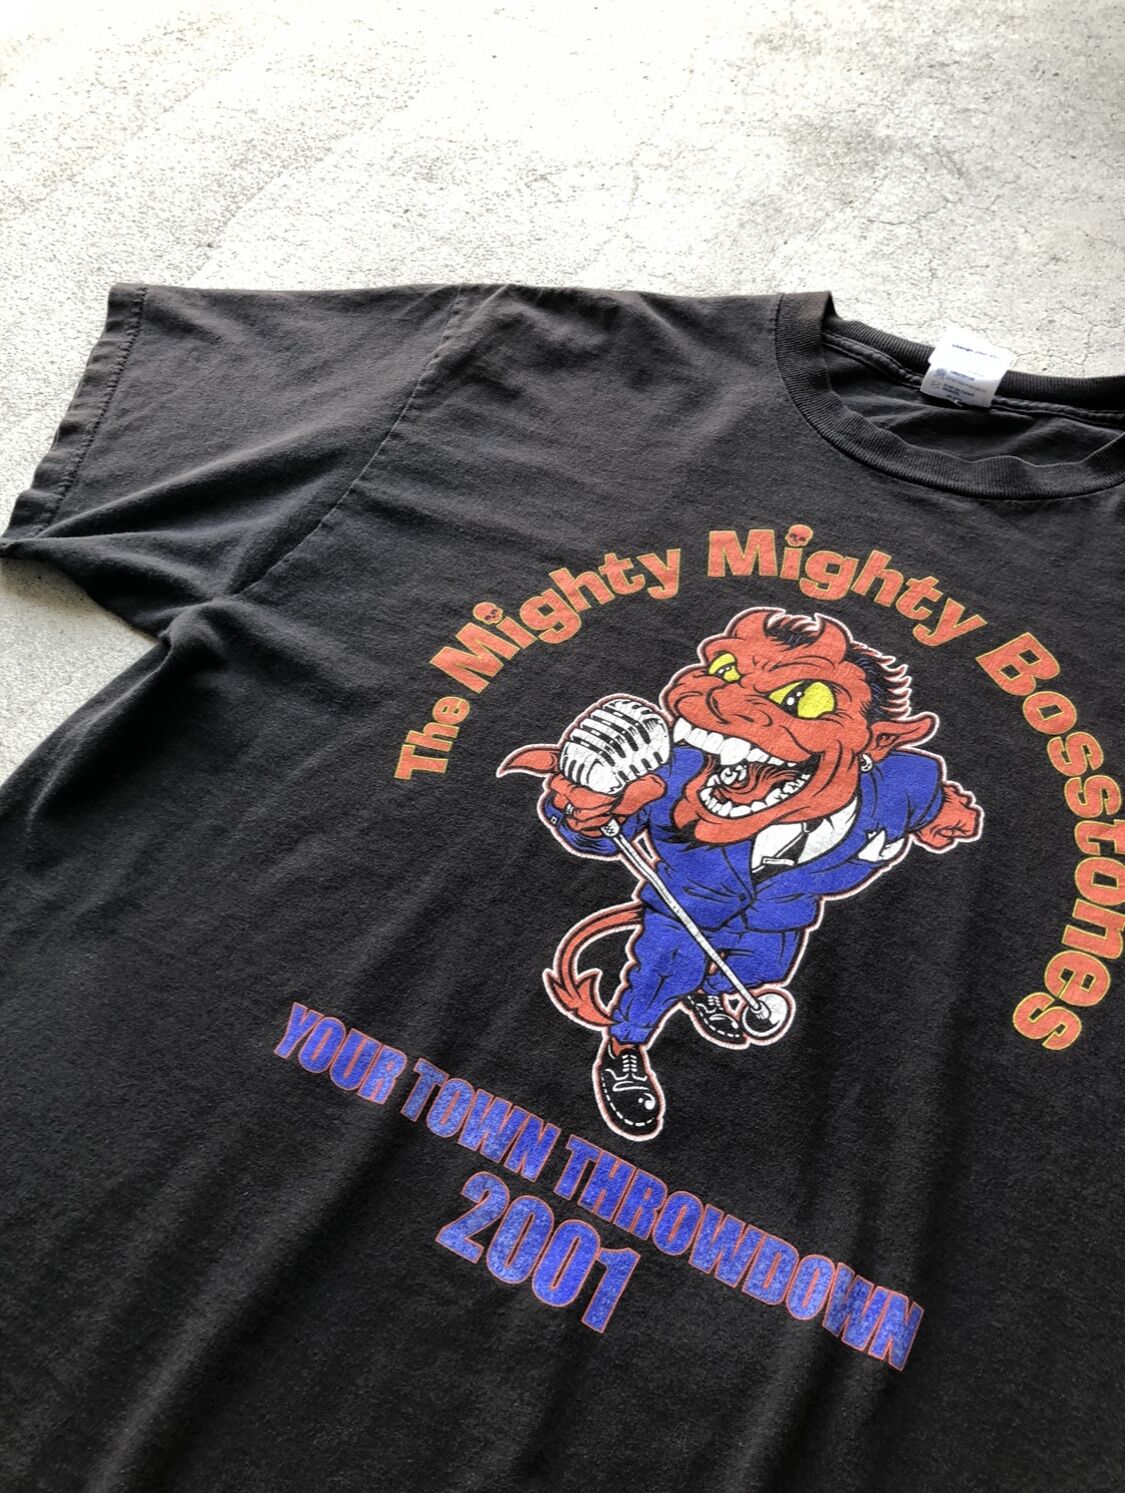 The Mighty Mighty Bosstones
YOUR TOWN THROWDOWN
2001